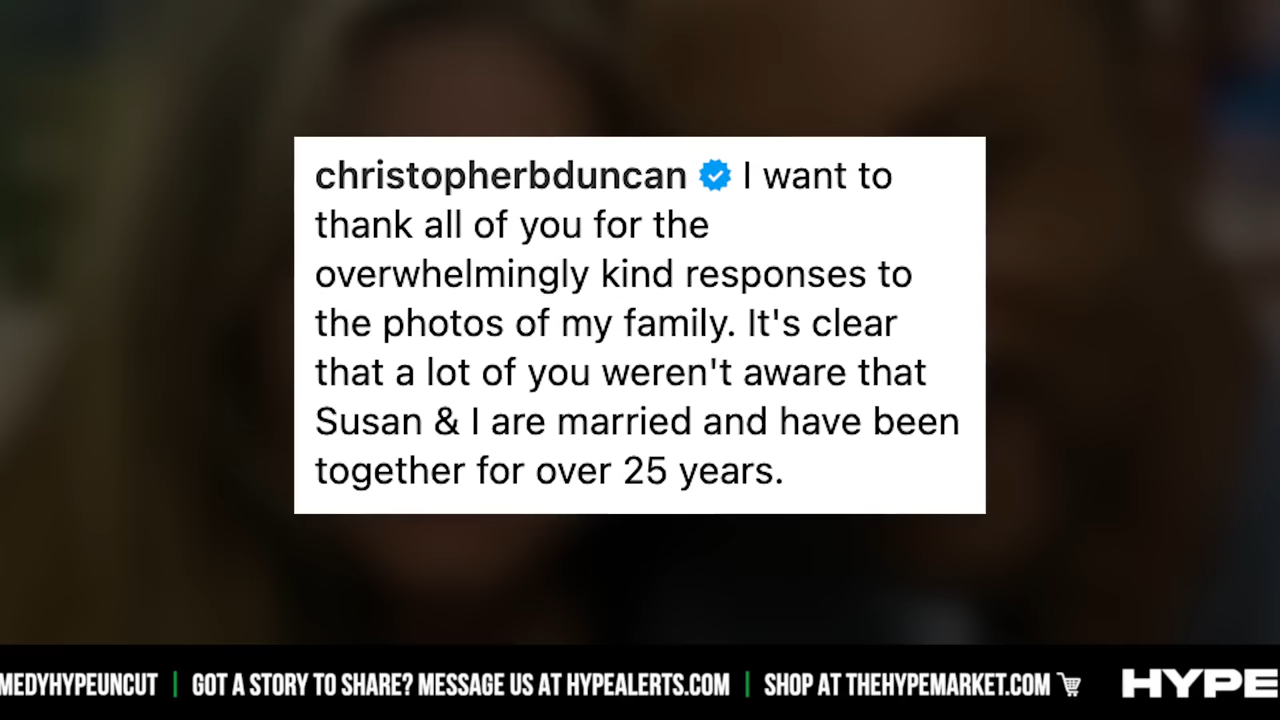 christopherbduncan I want to
thank all of you for the
overwhelmingly kind responses to
the photos of my family. It's clear
that a lot of you weren't aware that
Susan & I are married and have been
together for over 25 years.
MEDYHYPEUNCUT | GOT A STORY TO SHARE? MESSAGE US AT HYPEALERTS.COM | SHOP AT THEHYPEMARKET.COM HYPE